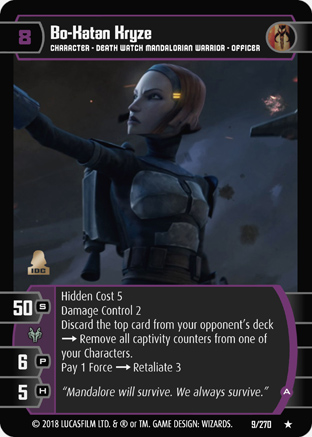 8
Bo-Katan Kryze
CHARACTER • DEATH WATCH MANDALORIAN WARRIOR • OFFICER
IDC
50 S
6 P
5 H
Hidden Cost 5
Damage Control 2
Discard the top card from your opponent's deck
→ Remove all captivity counters from one of
your Characters.
Pay 1 Force → Retaliate 3
"Mandalore will survive. We always survive."
A
© 2018 LUCASFILM LTD. & ® or TM. GAME DESIGN: WIZARDS.
9/270